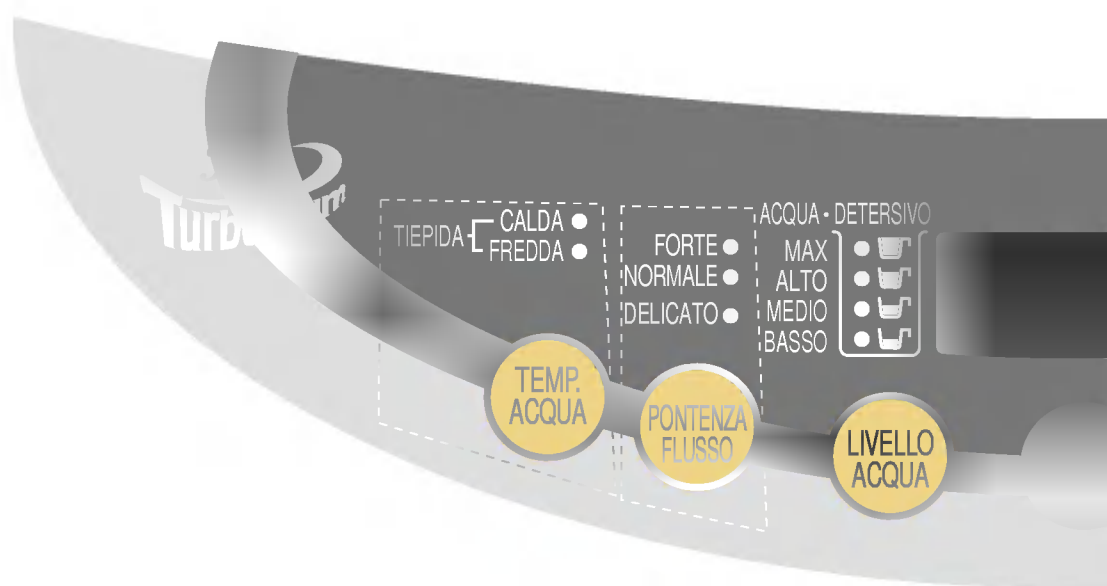 TIEPIDA
CALDA
FREDDA
TEMP.
ACQUA
FORTE
NORMALE
DELICATO
PONTENZA
FLUSSO
ACQUA • DETERSIVO
MAX
ALTO
MEDIO
BASSO
LIVELLO
ACQUA